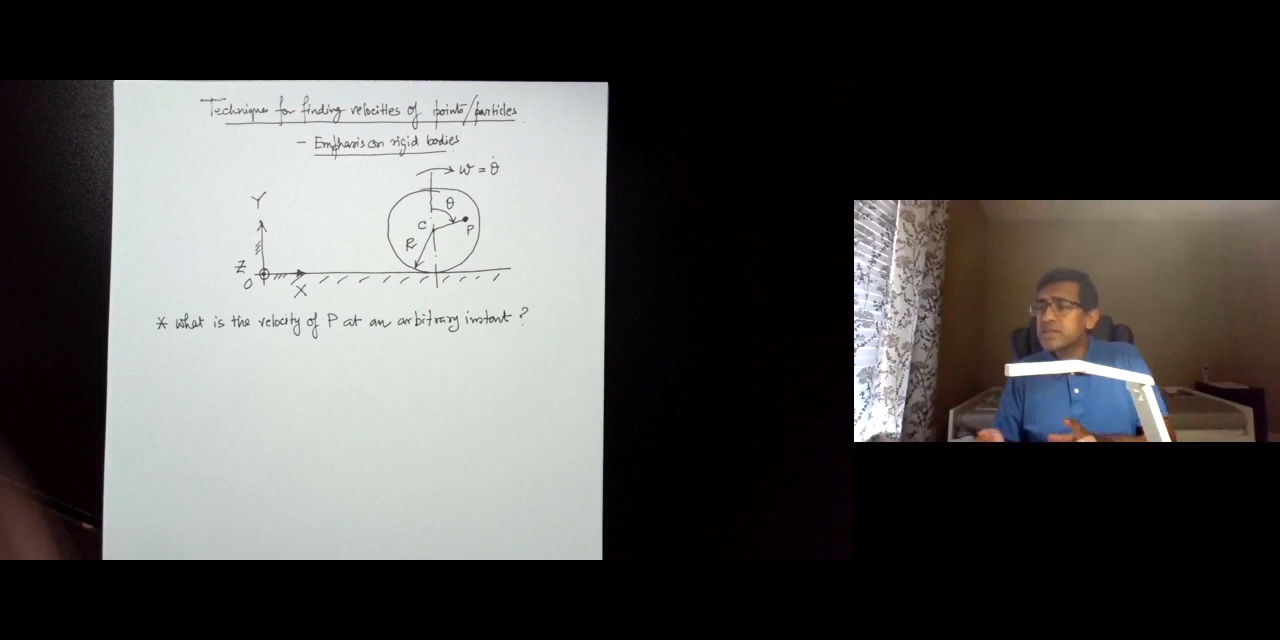 Technique for finding velocities of points/particles
- Emphasis on rigid bodies
ω = θ̇
Y
θ
C
P
R
Z
O
X
* What is the velocity of P at an arbitrary instant ?